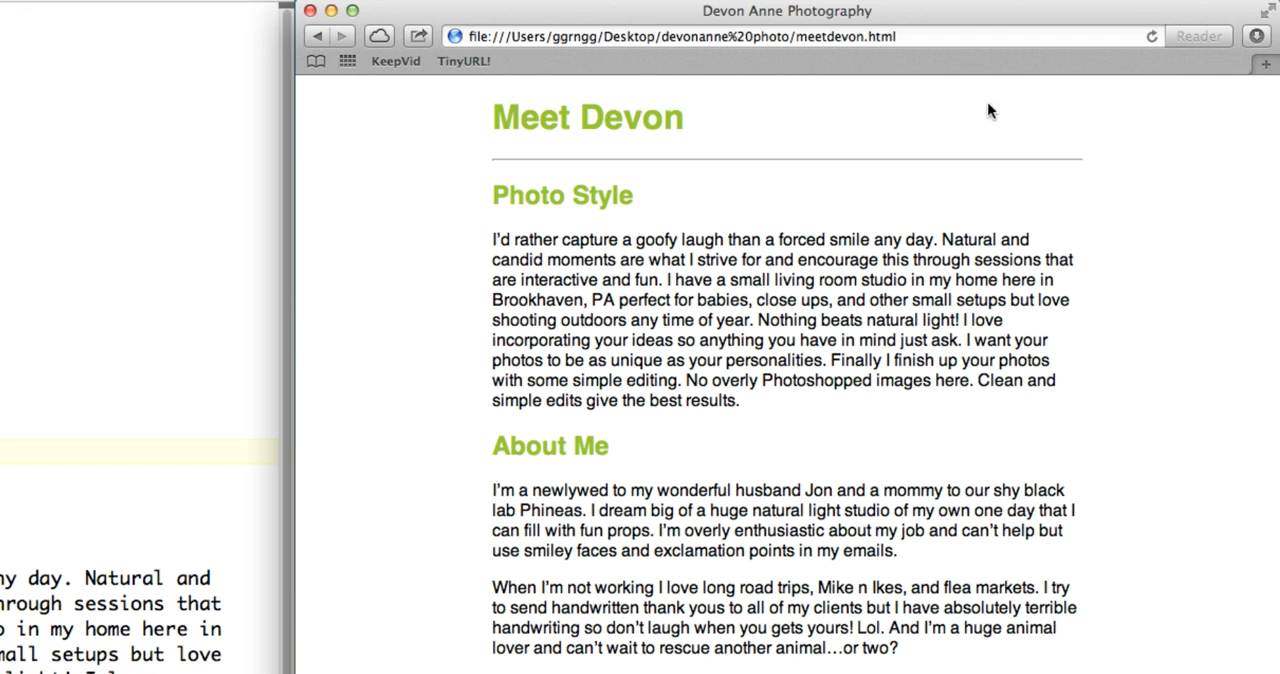 Devon Anne Photography
file:///Users/ggrngg/Desktop/devonanne%20photo/meetdevon.html
Reader
KeepVid TinyURL!
Meet Devon
Photo Style
I’d rather capture a goofy laugh than a forced smile any day. Natural and
candid moments are what I strive for and encourage this through sessions that
are interactive and fun. I have a small living room studio in my home here in
Brookhaven, PA perfect for babies, close ups, and other small setups but love
shooting outdoors any time of year. Nothing beats natural light! I love
incorporating your ideas so anything you have in mind just ask. I want your
photos to be as unique as your personalities. Finally I finish up your photos
with some simple editing. No overly Photoshopped images here. Clean and
simple edits give the best results.
About Me
I’m a newlywed to my wonderful husband Jon and a mommy to our shy black
lab Phineas. I dream big of a huge natural light studio of my own one day that I
can fill with fun props. I’m overly enthusiastic about my job and can’t help but
use smiley faces and exclamation points in my emails.
When I’m not working I love long road trips, Mike n Ikes, and flea markets. I try
to send handwritten thank yous to all of my clients but I have absolutely terrible
handwriting so don’t laugh when you gets yours! Lol. And I’m a huge animal
lover and can’t wait to rescue another animal…or two?
ny day. Natural and
hrough sessions that
o in my home here in
mall setups but love